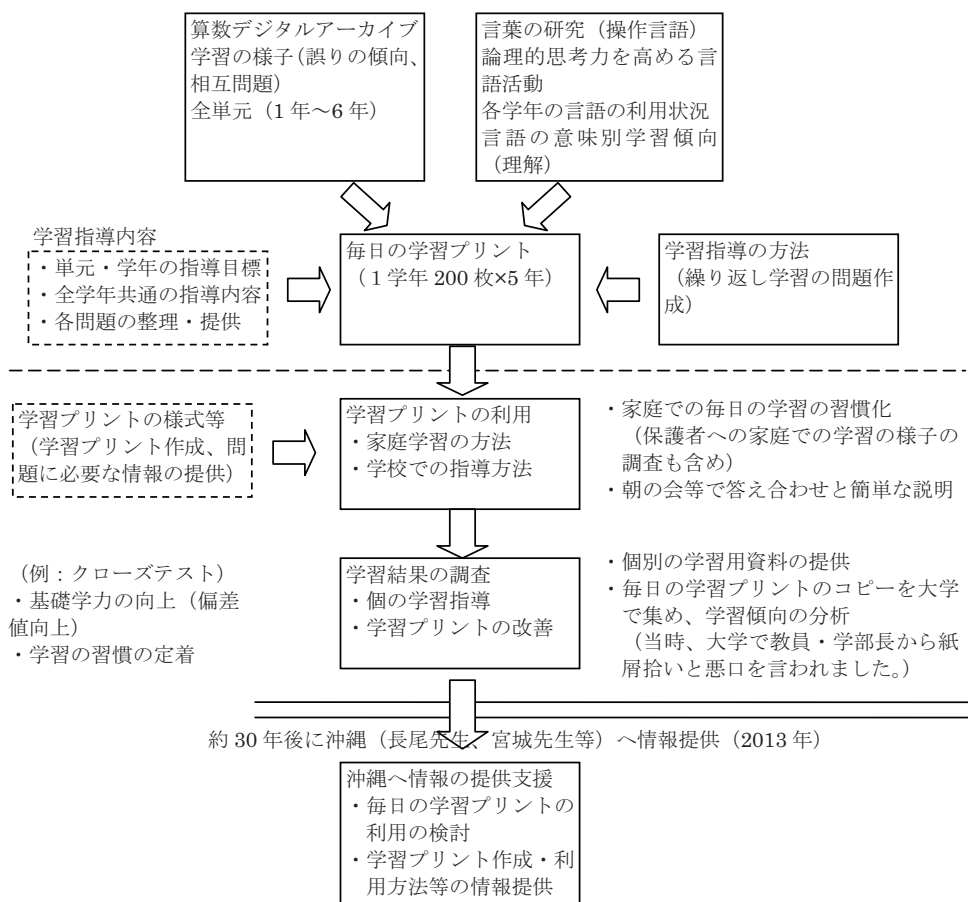 算数デジタルアーカイブ
学習の様子（誤りの傾向、
相互問題）
全単元（1 年～6 年）
言葉の研究（操作言語）
論理的思考力を高める言
語活動
各学年の言語の利用状況
言語の意味別学習傾向
（理解）
学習指導内容
・単元・学年の指導目標
・全学年共通の指導内容
・各問題の整理・提供
毎日の学習プリント
（1 学年 200 枚×5 年）
学習指導の方法
（繰り返し学習の問題作
成）
学習プリントの様式等
（学習プリント作成、問
題に必要な情報の提供）
学習プリントの利用
・家庭学習の方法
・学校での指導方法
・家庭での毎日の学習の習慣化
（保護者への家庭での学習の様子の
調査も含め）
・朝の会等で答え合わせと簡単な説明
（例：クローズテスト）
・基礎学力の向上（偏差
値向上）
・学習の習慣の定着
学習結果の調査
・個の学習指導
・学習プリントの改善
・個別の学習用資料の提供
・毎日の学習プリントのコピーを大学
で集め、学習傾向の分析
（当時、大学で教員・学部長から紙
屑拾いと悪口を言われました。）
約 30 年後に沖縄（長尾先生、宮城先生等）へ情報提供（2013 年）
沖縄へ情報の提供支援
・毎日の学習プリントの
利用の検討
・学習プリント作成・利
用方法等の情報提供